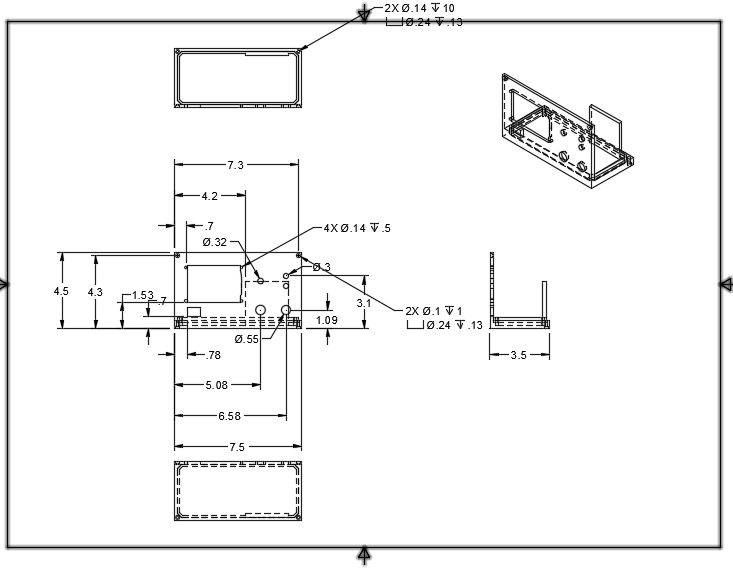 2X Ø.14 ↧ 10
⌴ Ø.24 ↧ .13
7.3
4.2
.7
4X Ø.14 ↧ .5
Ø.32
Ø.3
4.5
4.3
1.53
.7
3.1
1.09
2X Ø.1 ↧ 1
⌴ Ø.24 ↧ .13
Ø.55
.78
3.5
5.08
6.58
7.5